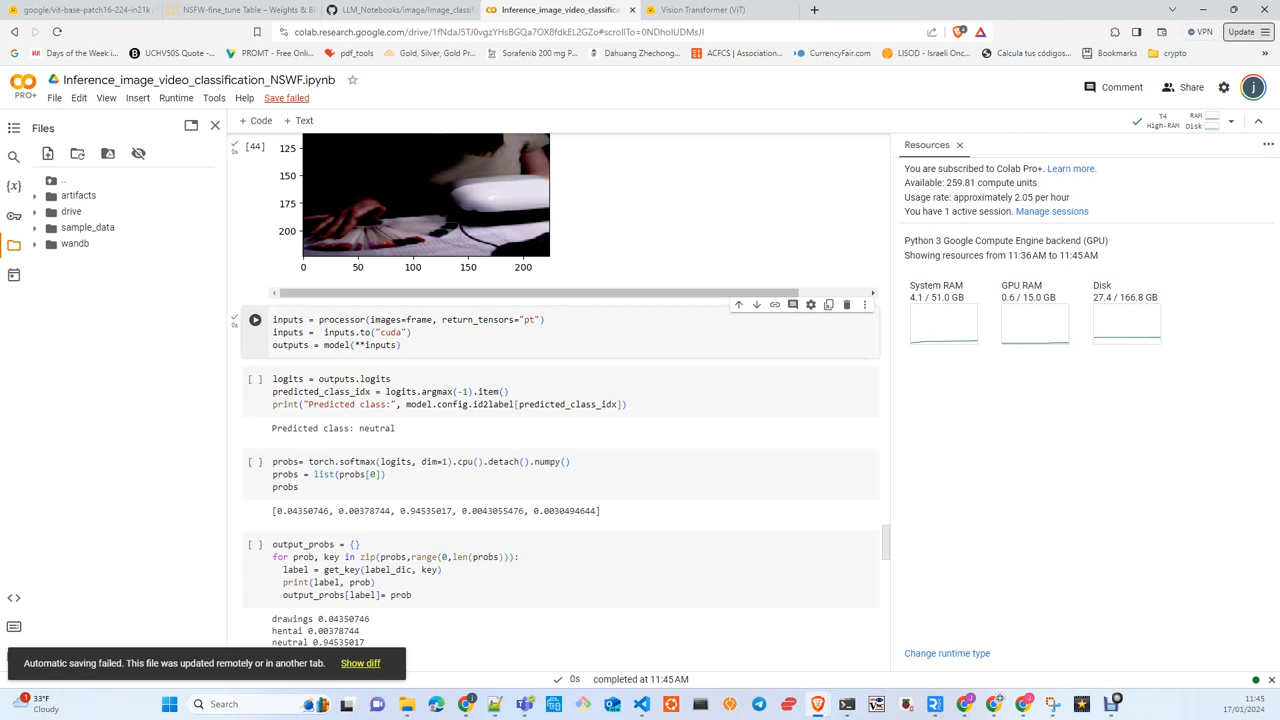 google/vit-base-patch16-224-in21k
NSFW-fine_tune Table – Weights & Bi
LLM_Notebooks/image/Image_classifi
Inference_image_video_classifica
Vision Transformer (ViT)
colab.research.google.com/drive/1fNdaJ5TJ0vgzYHsBGQa7OX8fdkEL2GZo#scrollTo=0NDhoIUDMsJI
VPN
Update
Days of the Week i...
UCHV50S Quote -...
PROMT - Free Onli...
pdf_tools
Gold, Silver, Gold Pr...
Sorafenib 200 mg P...
Dahuang Zhechong...
ACFCS | Association...
CurrencyFair.com
LISOD - Israeli Onc...
Calcula tus códigos...
Bookmarks
crypto
PRO+
Inference_image_video_classification_NSWF.ipynb
File Edit View Insert Runtime Tools Help Save failed
Comment
Share
j
Files
+ Code + Text
T4
High-RAM
RAM
Disk
..
artifacts
drive
sample_data
wandb
[44]
0s
125
150
175
200
0 50 100 150 200
0s
inputs = processor(images=frame, return_tensors="pt")
inputs = inputs.to("cuda")
outputs = model(**inputs)
[ ] logits = outputs.logits
predicted_class_idx = logits.argmax(-1).item()
print("Predicted class:", model.config.id2label[predicted_class_idx])
Predicted class: neutral
[ ] probs= torch.softmax(logits, dim=1).cpu().detach().numpy()
probs = list(probs[0])
probs
[0.04350746, 0.00378744, 0.94535017, 0.0043055476, 0.0030494644]
[ ] output_probs = {}
for prob, key in zip(probs,range(0,len(probs))):
label = get_key(label_dic, key)
print(label, prob)
output_probs[label]= prob
drawings 0.04350746
hentai 0.00378744
neutral 0.94535017
Resources
You are subscribed to Colab Pro+. Learn more.
Available: 259.81 compute units
Usage rate: approximately 2.05 per hour
You have 1 active session. Manage sessions
Python 3 Google Compute Engine backend (GPU)
Showing resources from 11:36 AM to 11:45 AM
System RAM
4.1 / 51.0 GB
GPU RAM
0.6 / 15.0 GB
Disk
27.4 / 166.8 GB
Change runtime type
Automatic saving failed. This file was updated remotely or in another tab. Show diff
0s completed at 11:45 AM
1
33°F
Cloudy
Search
11:45
17/01/2024